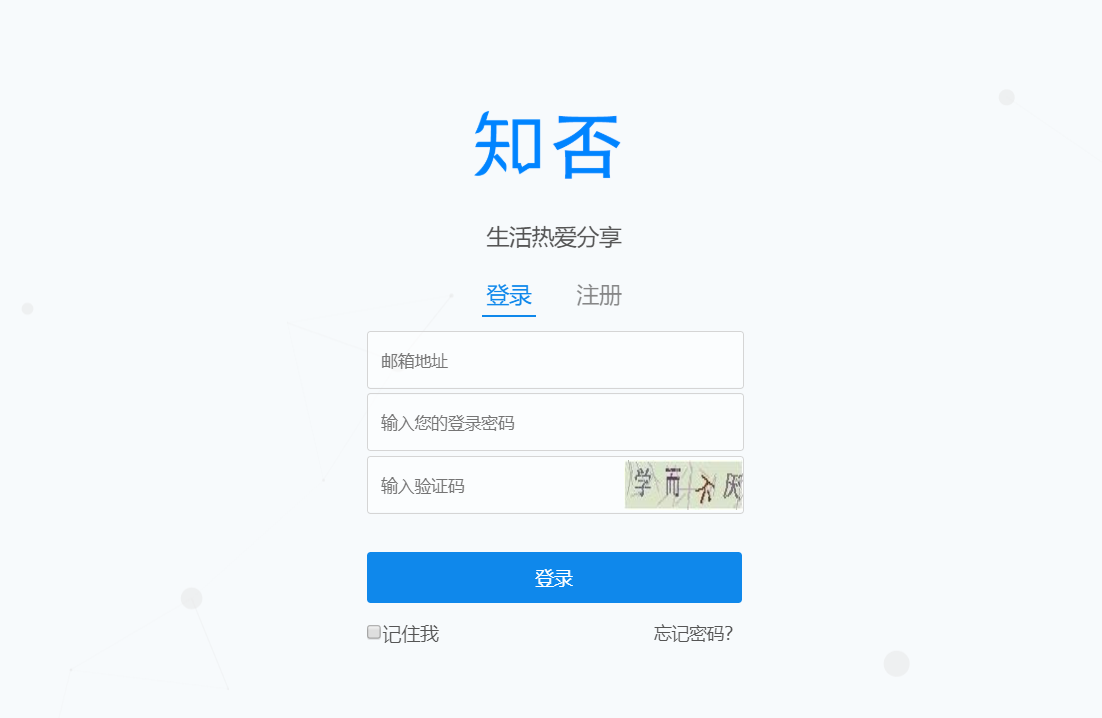 知否
生活热爱分享
登录 注册
邮箱地址
输入您的登录密码
输入验证码 学而不厌
登录
记住我 忘记密码?